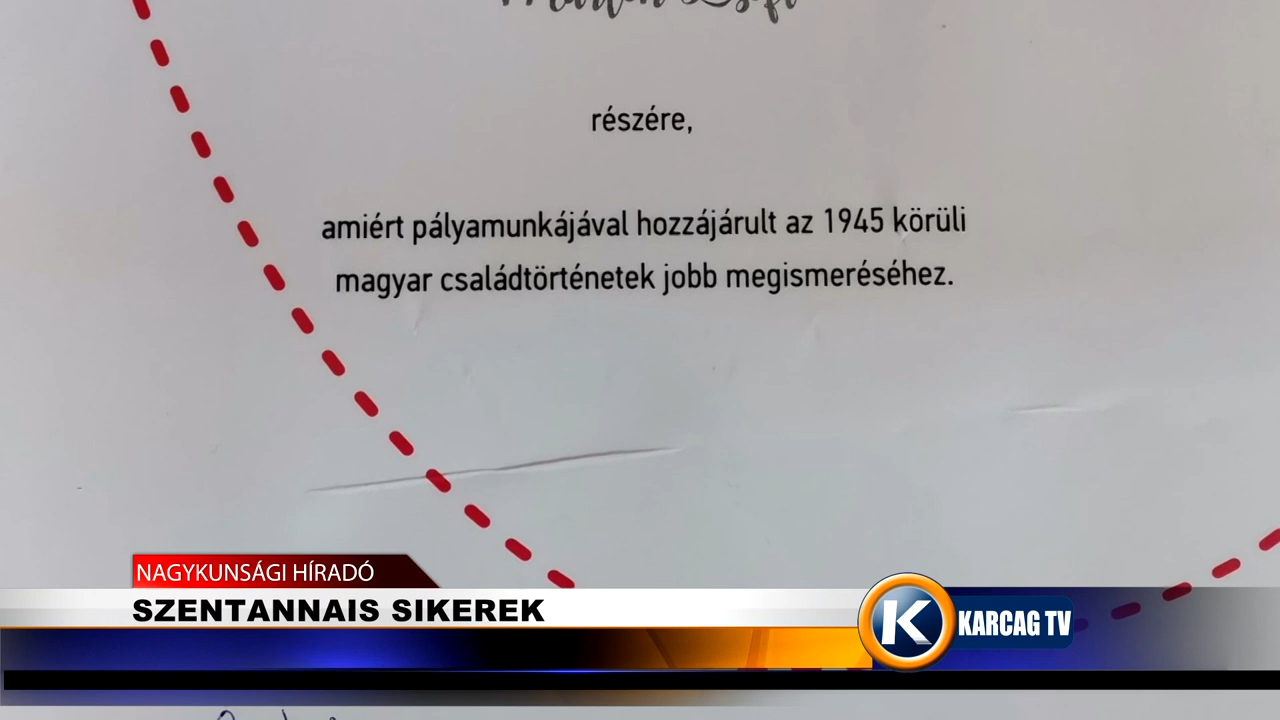 részére,
amiért pályamunkájával hozzájárult az 1945 körüli
magyar családtörténetek jobb megismeréséhez.
NAGYKUNSÁGI HÍRADÓ
SZENTANNAIS SIKEREK
K KARCAG TV